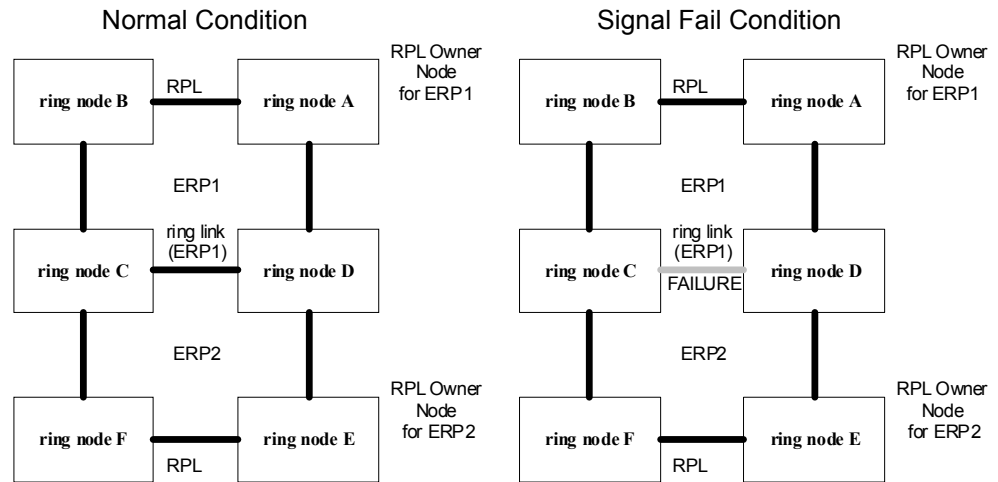 Normal Condition
RPL Owner
Node
for ERP1
ring node B
RPL
ring node A
ERP1
ring link
(ERP1)
ring node C
ring node D
ERP2
RPL Owner
Node
for ERP2
ring node F
RPL
ring node E
Signal Fail Condition
RPL Owner
Node
for ERP1
ring node B
RPL
ring node A
ERP1
ring link
(ERP1)
ring node C
FAILURE
ring node D
ERP2
RPL Owner
Node
for ERP2
ring node F
RPL
ring node E